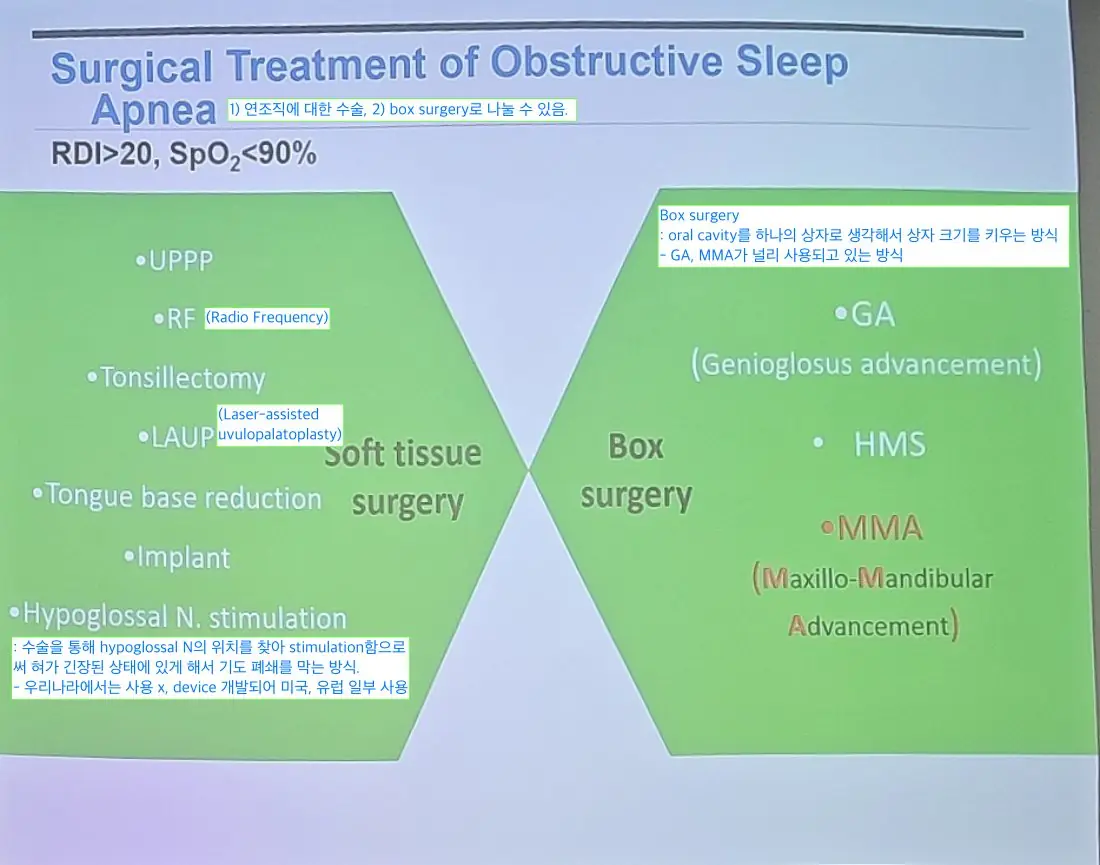 Surgical Treatment of Obstructive Sleep
Apnea
1) 연조직에 대한 수술, 2) box surgery로 나눌 수 있음.
RDI>20, SpO₂<90%
•UPPP
•RF (Radio Frequency)
•Tonsillectomy
•LAUP
(Laser-assisted
uvulopalatoplasty)
•Tongue base reduction
•Implant
•Hypoglossal N. stimulation
: 수술을 통해 hypoglossal N의 위치를 찾아 stimulation함으로
써 혀가 긴장된 상태에 있게 해서 기도 폐쇄를 막는 방식.
- 우리나라에서는 사용 x, device 개발되어 미국, 유럽 일부 사용
Soft tissue
surgery
Box
surgery
Box surgery
: oral cavity를 하나의 상자로 생각해서 상자 크기를 키우는 방식
- GA, MMA가 널리 사용되고 있는 방식
•GA
(Genioglosus advancement)
• HMS
•MMA
(Maxillo-Mandibular
Advancement)